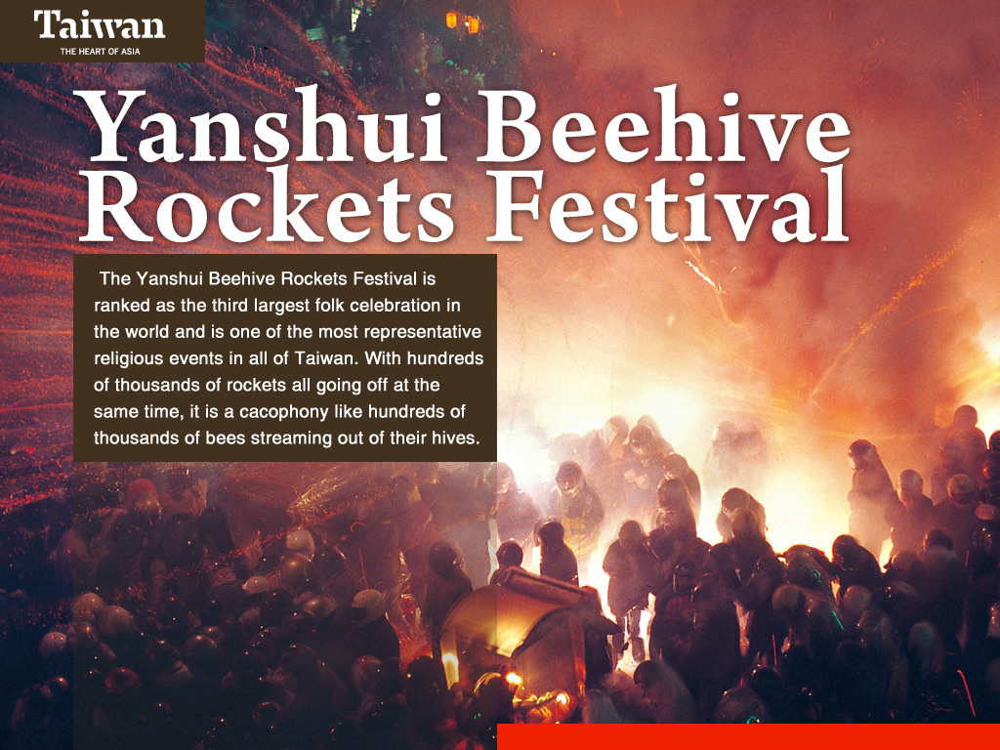 Taiwan
THE HEART OF ASIA
Yanshui Beehive
Rockets Festival
The Yanshui Beehive Rockets Festival is
ranked as the third largest folk celebration in
the world and is one of the most representative
religious events in all of Taiwan. With hundreds
of thousands of rockets all going off at the
same time, it is a cacophony like hundreds of
thousands of bees streaming out of their hives.